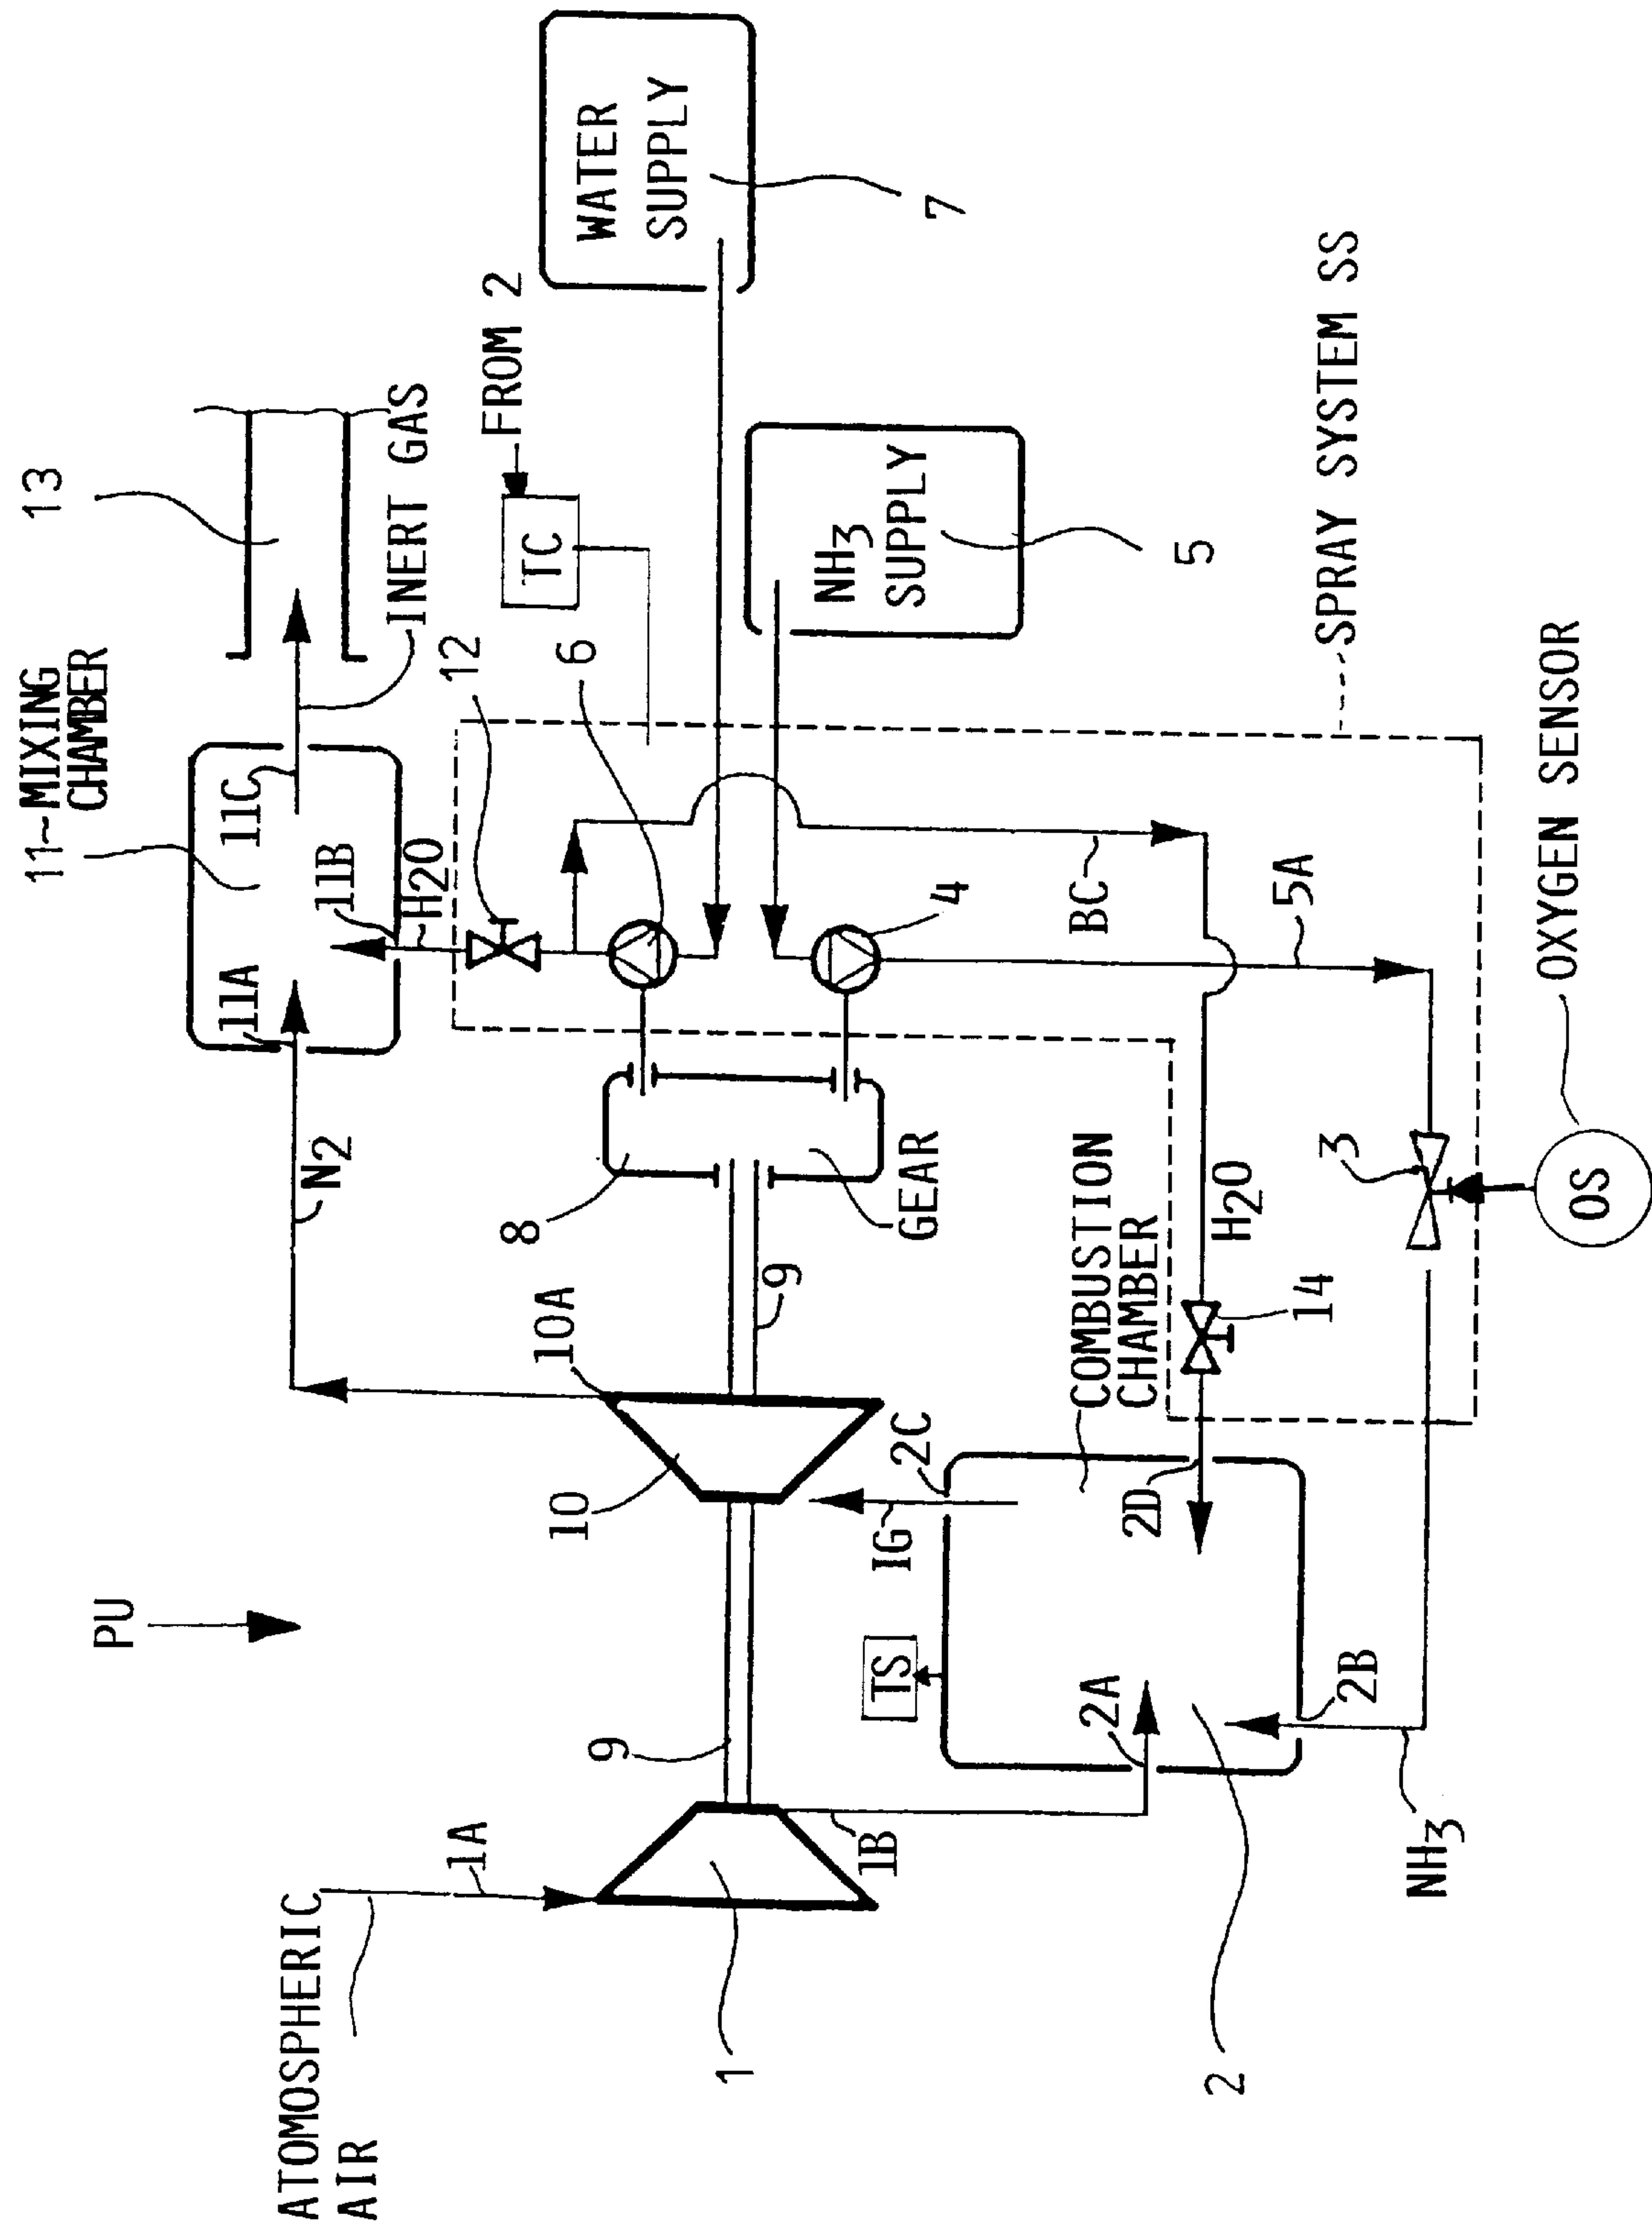 11~MIXING
CHAMBER
13
INERT GAS
11A
11B
11C
H2O
N2
12
6
TC
FROM 2
WATER
SUPPLY
7
NH3
SUPPLY
5
PU
ATOMOSPHERIC
AIR
1A
1
1B
9
10
10A
9
8
GEAR
4
BC
5A
SPRAY SYSTEM SS
TS
IG
2C
2A
2D
2B
2
COMBUSTION
CHAMBER
14
H2O
3
NH3
OS
OXYGEN SENSOR